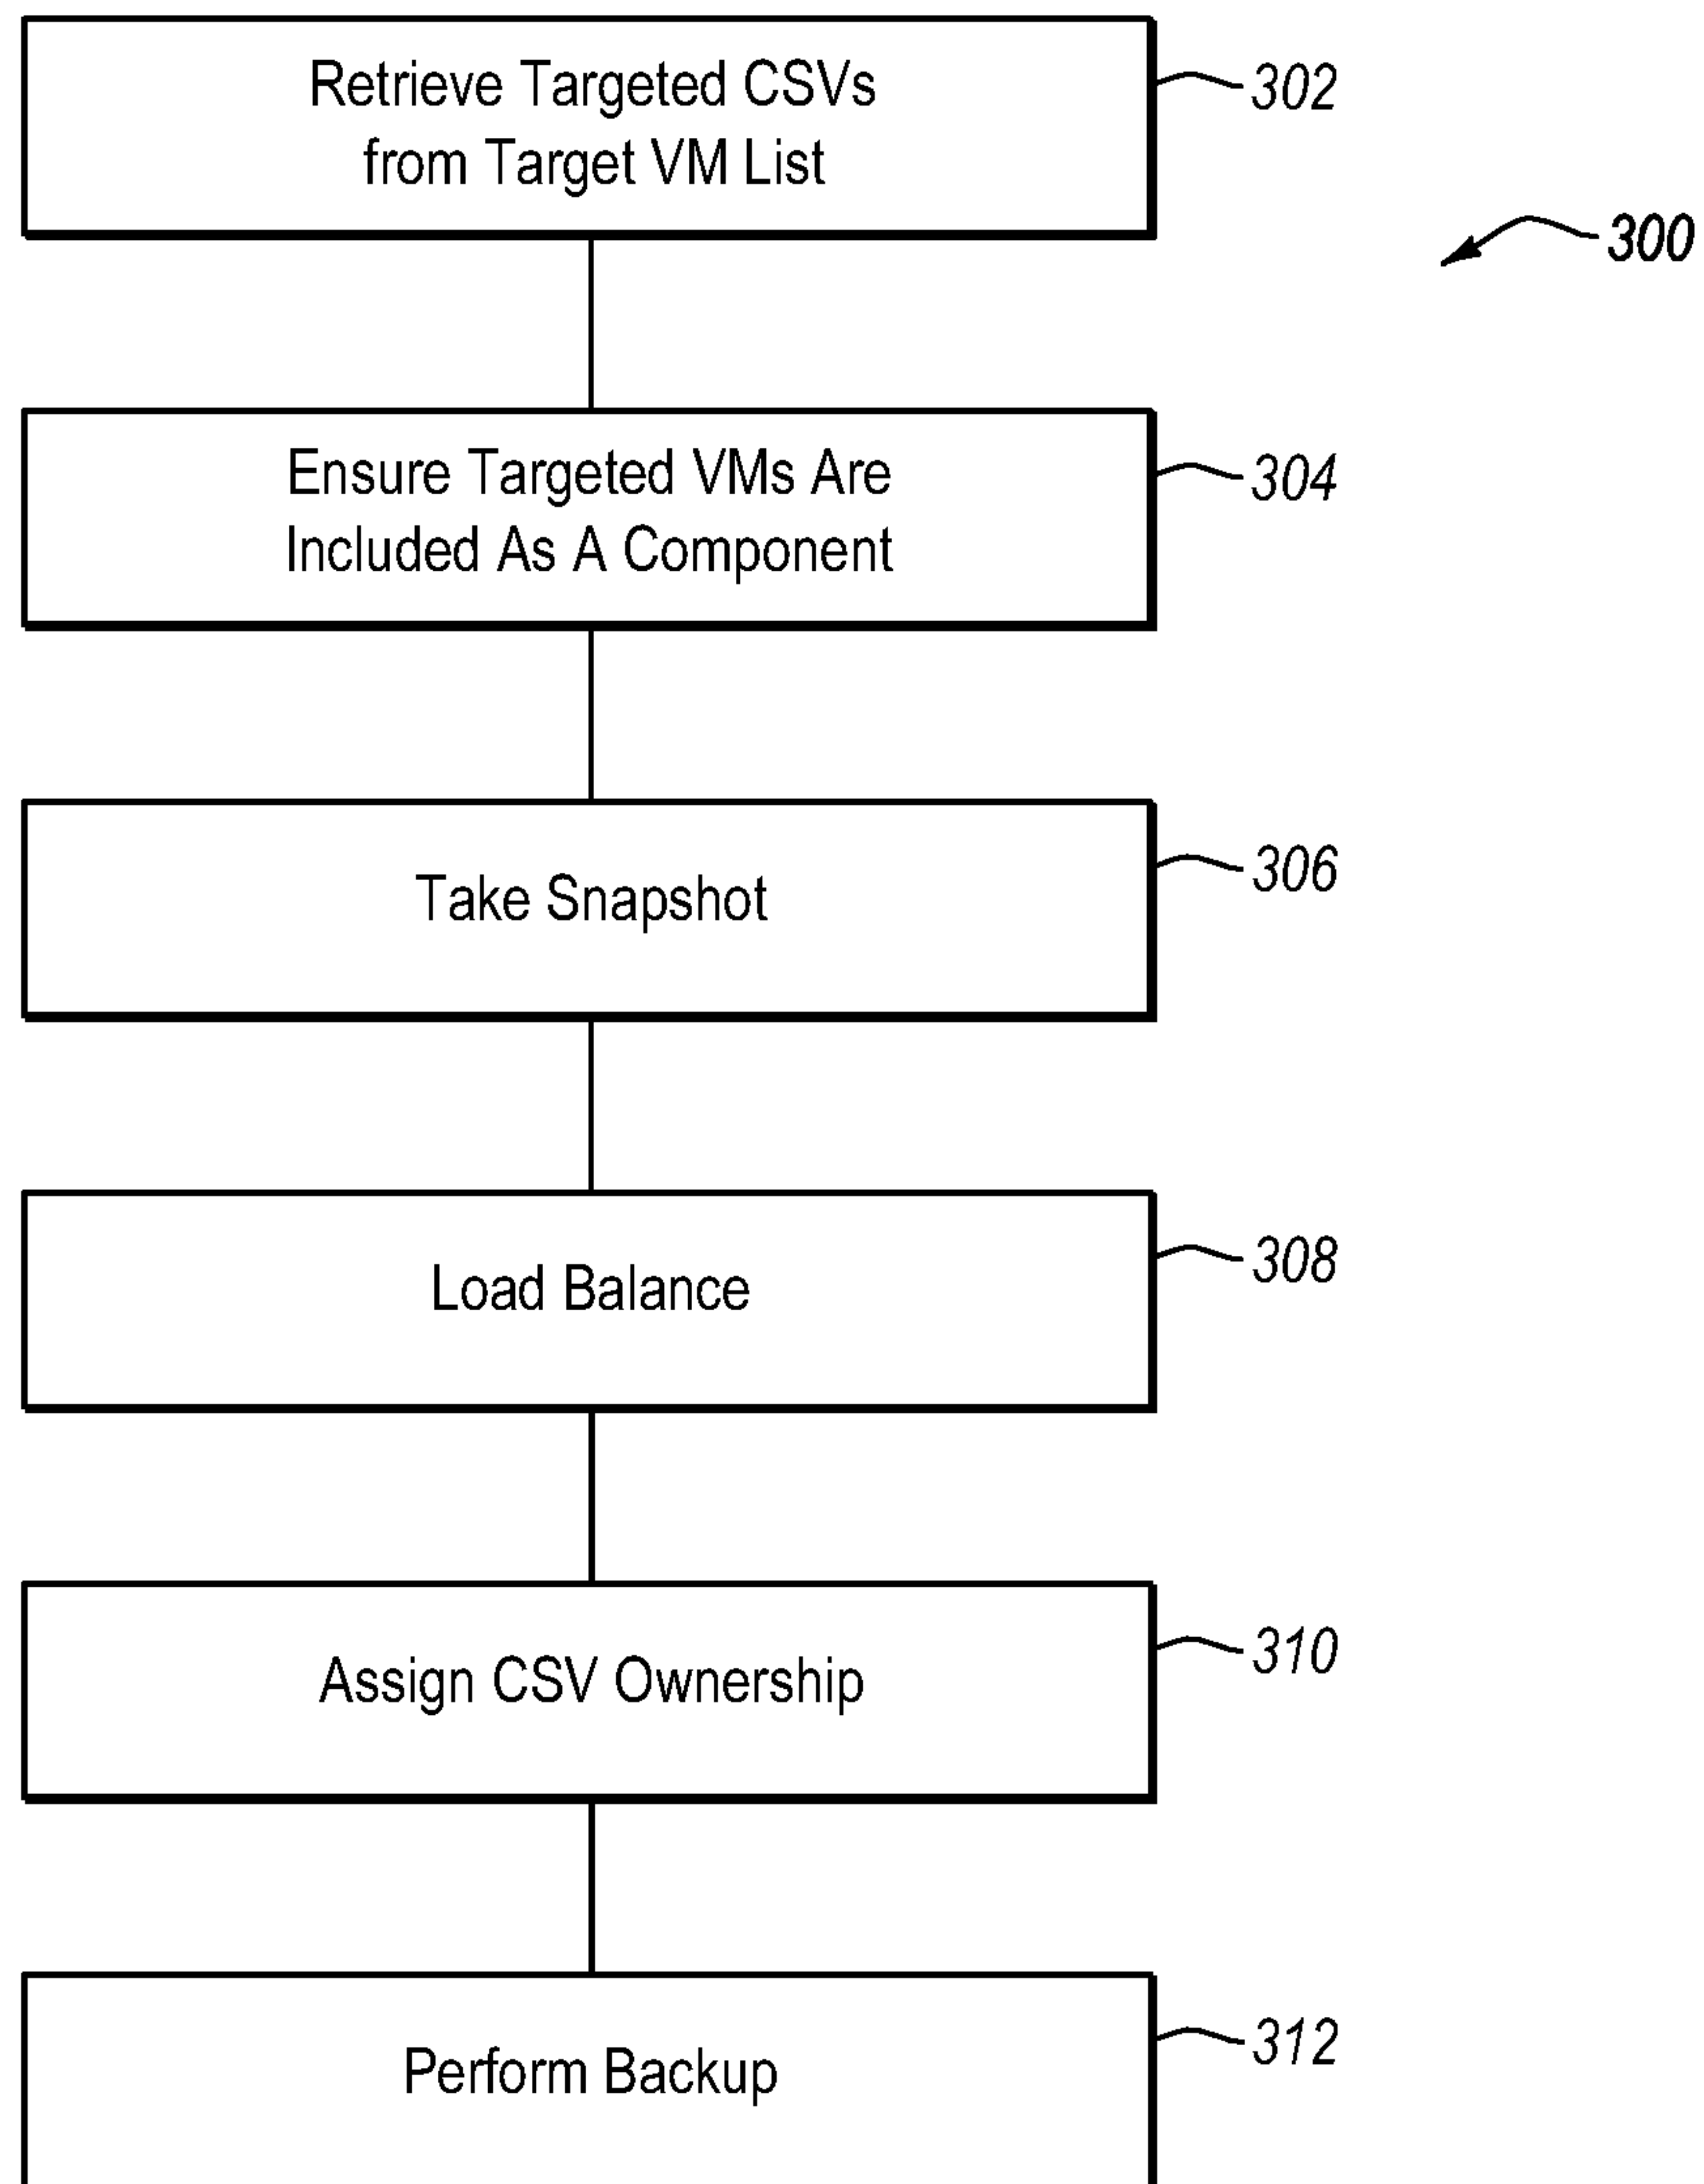 Retrieve Targeted CSVs
from Target VM List
302
300
Ensure Targeted VMs Are
Included As A Component
304
Take Snapshot
306
Load Balance
308
Assign CSV Ownership
310
Perform Backup
312